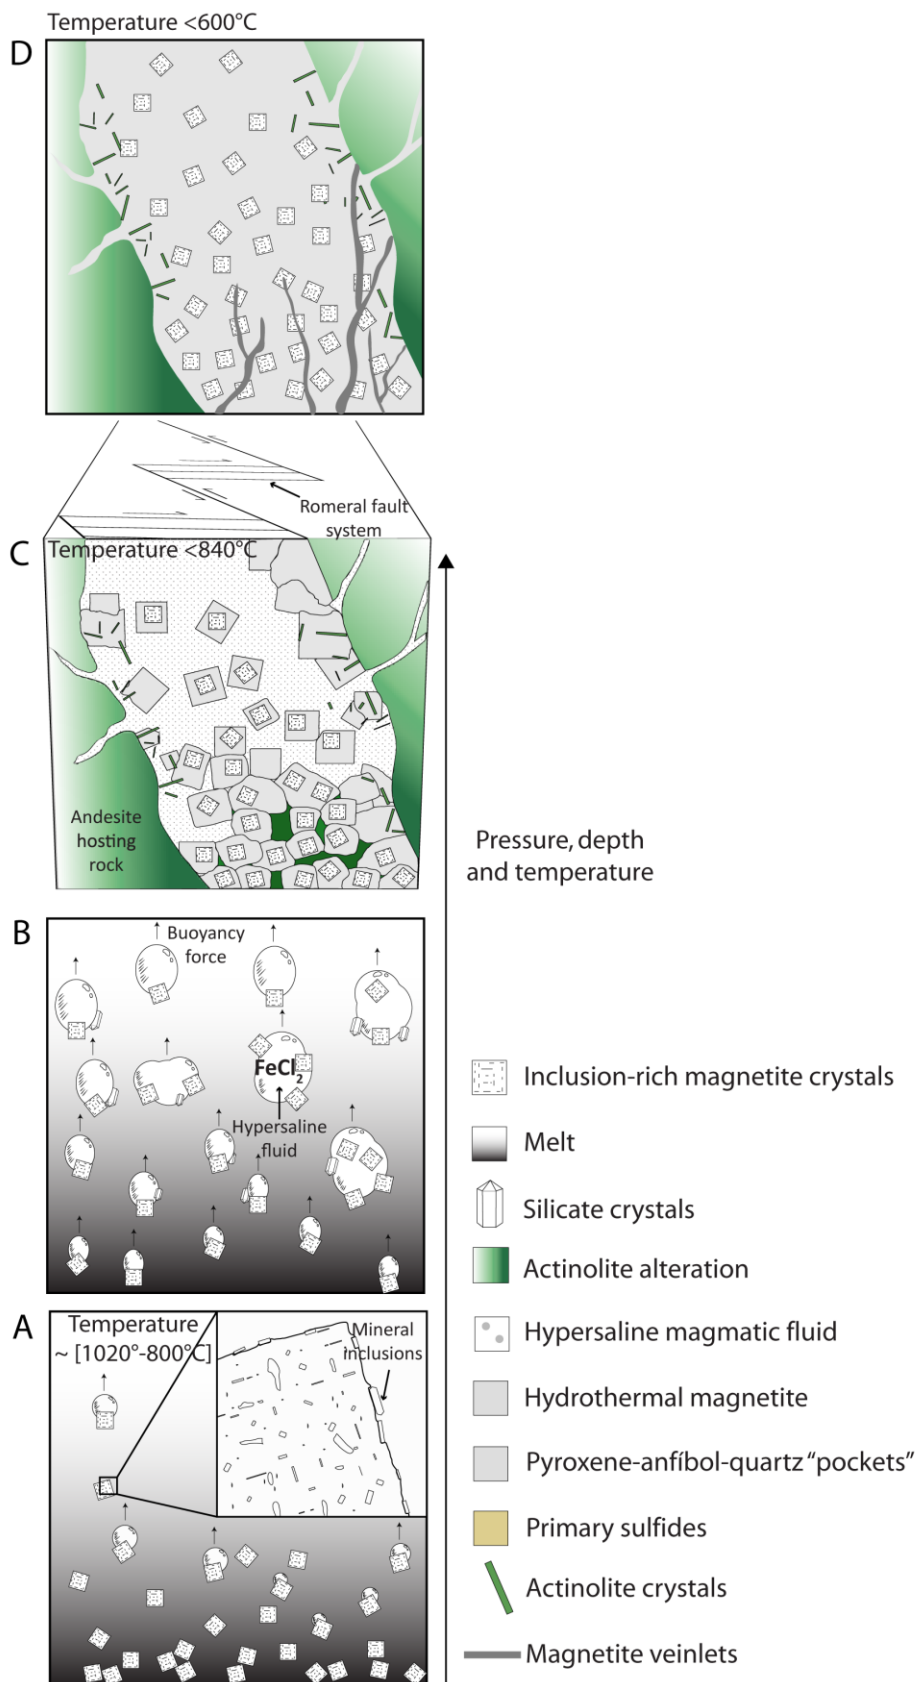 Temperature <600°C
D
Romeral fault
system
C
Temperature <840°C
Andesite
hosting
rock
Pressure, depth
and temperature
B
Buoyancy
force
FeCl2
Hypersaline
fluid
A
Temperature
~ [1020°-800°C]
Mineral
inclusions
Inclusion-rich magnetite crystals
Melt
Silicate crystals
Actinolite alteration
Hypersaline magmatic fluid
Hydrothermal magnetite
Pyroxene-anfíbol-quartz “pockets”
Primary sulfides
Actinolite crystals
Magnetite veinlets